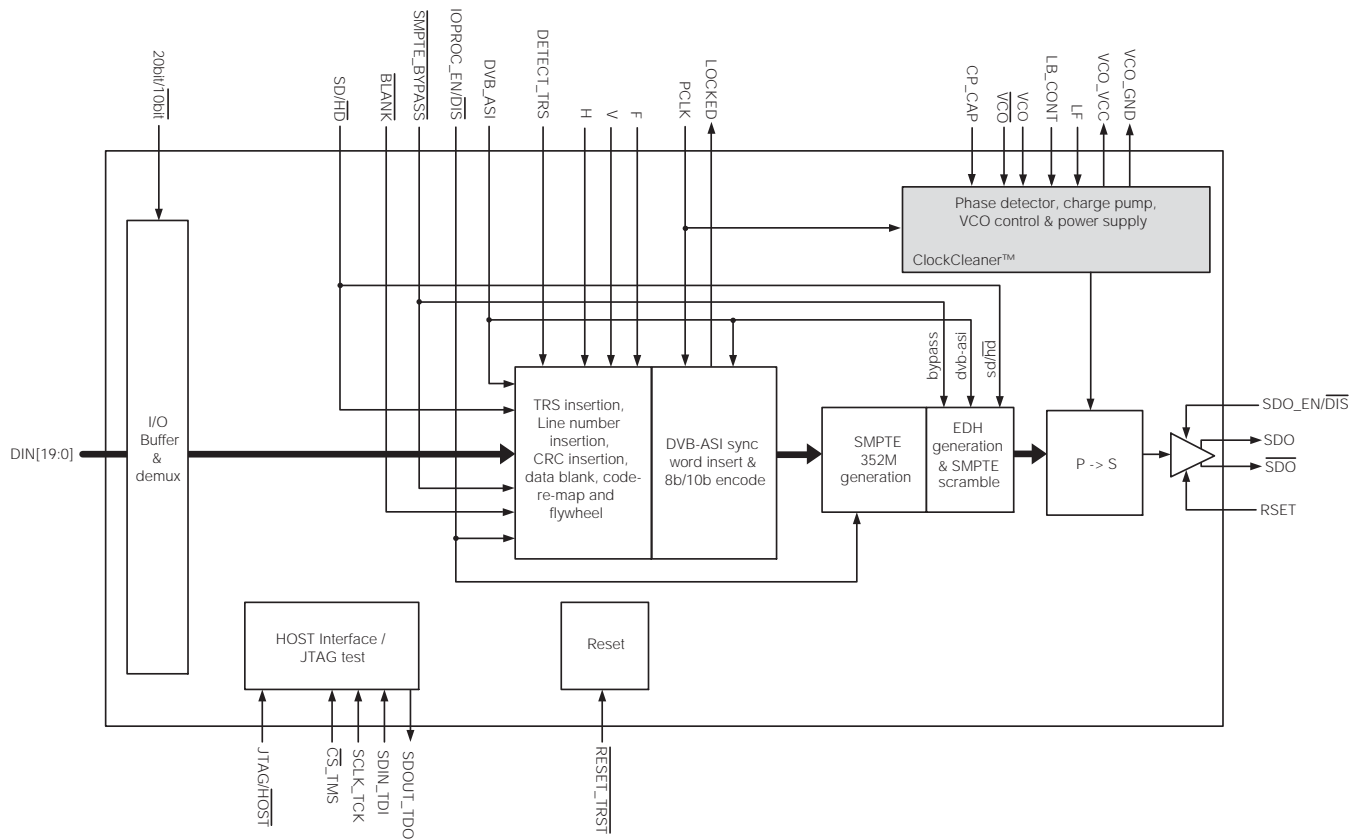 20bit/10bit
SD/HD
BLANK
SMPTE_BYPASS
IOPROC_EN/DIS
DVB_ASI
DETECT_TRS
H
V
F
PCLK
LOCKED
CP_CAP
VCO
VCO
LB_CONT
LF
VCO_VCC
VCO_GND
Phase detector, charge pump,
VCO control & power supply
ClockCleaner™
bypass
dvb-asi
sd/hd
DIN[19:0]
I/O
Buffer
&
demux
TRS insertion,
Line number
insertion,
CRC insertion,
data blank, code-
re-map and
flywheel
DVB-ASI sync
word insert &
8b/10b encode
SMPTE
352M
generation
EDH
generation
& SMPTE
scramble
P -> S
SDO_EN/DIS
SDO
SDO
RSET
HOST Interface /
JTAG test
Reset
JTAG/HOST
CS_TMS
SCLK_TCK
SDIN_TDI
SDOUT_TDO
RESET_TRST